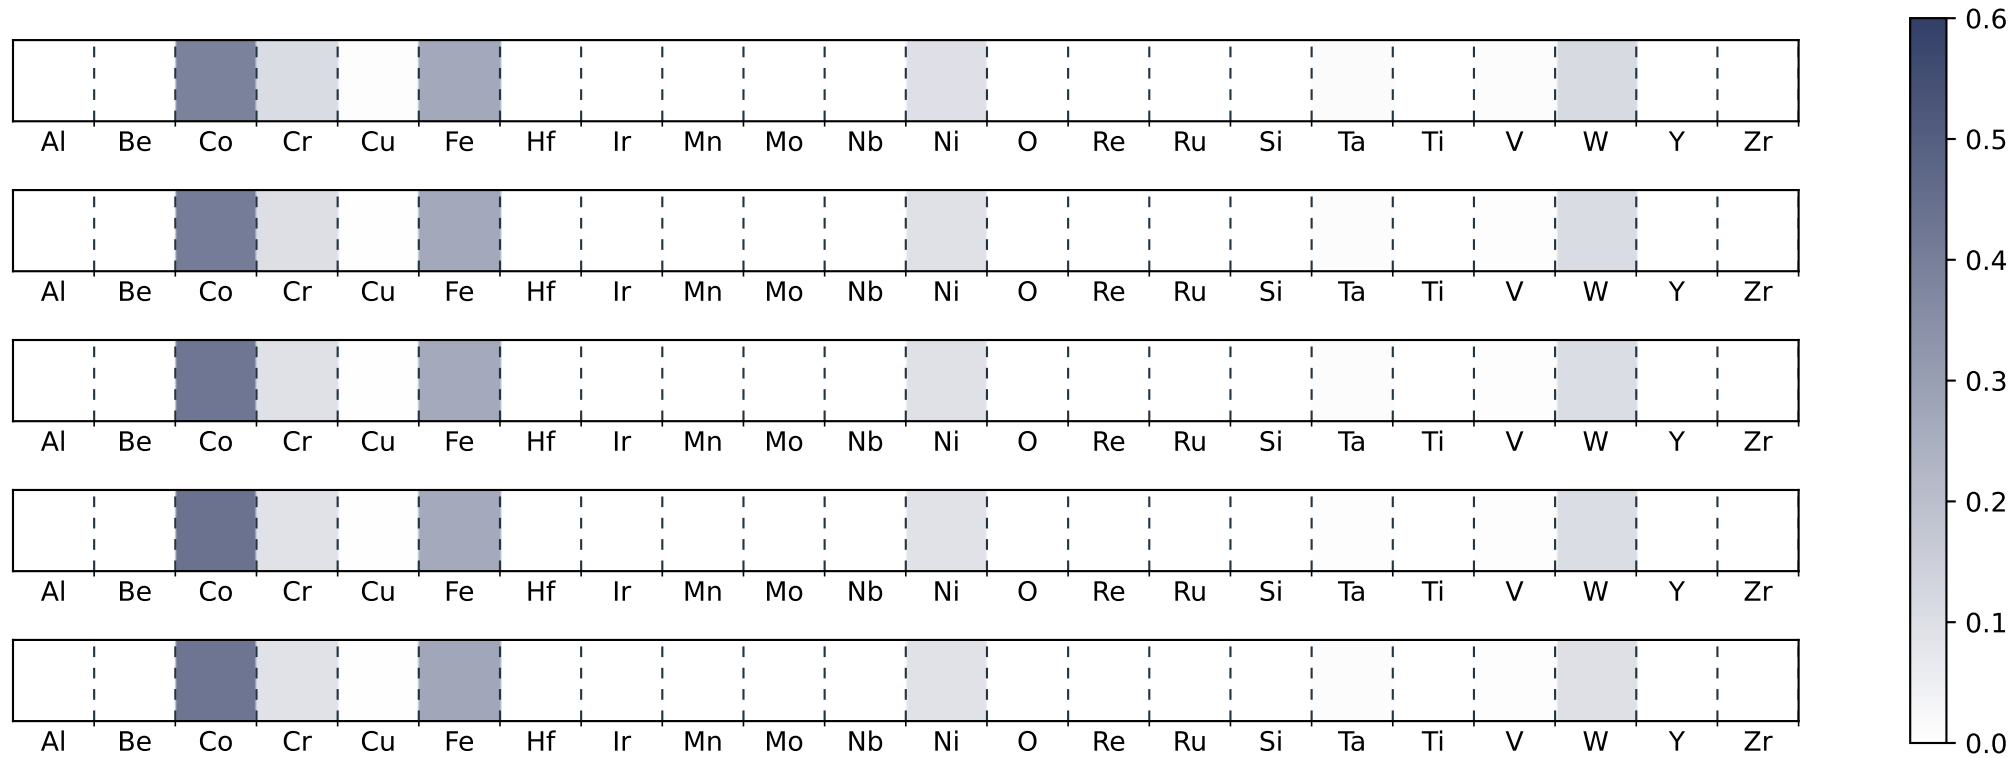 0.6
Al Be Co Cr Cu Fe Hf Ir Mn Mo Nb Ni O Re Ru Si Ta Ti V W Y Zr
0.5
Al Be Co Cr Cu Fe Hf Ir Mn Mo Nb Ni O Re Ru Si Ta Ti V W Y Zr
0.4
0.3
Al Be Co Cr Cu Fe Hf Ir Mn Mo Nb Ni O Re Ru Si Ta Ti V W Y Zr
0.2
Al Be Co Cr Cu Fe Hf Ir Mn Mo Nb Ni O Re Ru Si Ta Ti V W Y Zr
0.1
Al Be Co Cr Cu Fe Hf Ir Mn Mo Nb Ni O Re Ru Si Ta Ti V W Y Zr
0.0